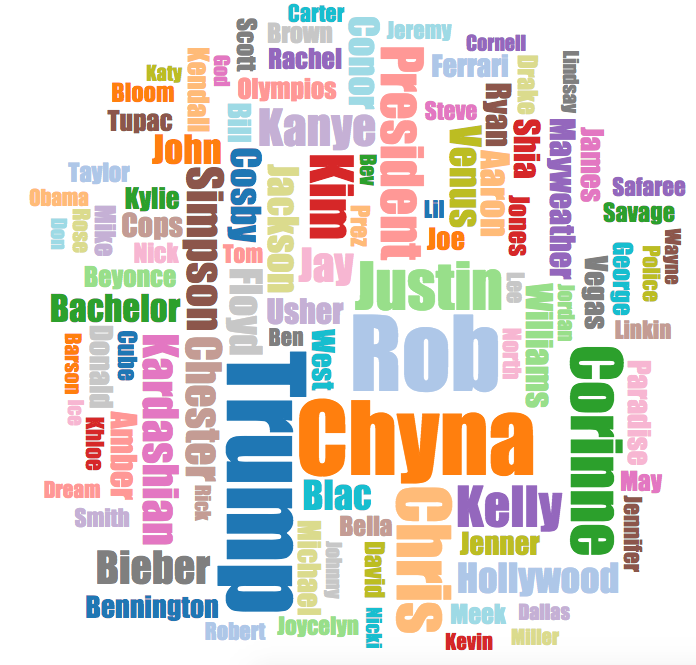 Carter
Brown
Jeremy
Scott
Conor
Cornell
Rachel
President
Ferrari
Lindsay
Katy
Kendall
God
Drake
Bloom
Olympios
Steve
Ryan
Tupac
Bill
Kanye
Venus
Shia
Mayweather
James
John
Cosby
Kim
Bev
Aaron
Taylor
Simpson
Jackson
Safaree
Obama
Kylie
Lil
Jones
Savage
Don
Rose
Mike
Cops
Prez
Joe
Wayne
Nick
Tom
Jay
George
Police
Beyonce
Floyd
Justin
Lee
Vegas
Bachelor
Usher
Williams
Jordan
Linkin
Barson
Donald
Cube
Kardashian
Chester
Ben
West
Rob
North
Corinne
Paradise
Trump
Chyna
Ice
Khloe
Amber
Dream
Rick
Blac
Kelly
May
Smith
Chris
Jennifer
Bella
Jenner
Michael
Johnny
David
Bieber
Hollywood
Bennington
Robert
Joycelyn
Nicki
Meek
Dallas
Kevin
Miller